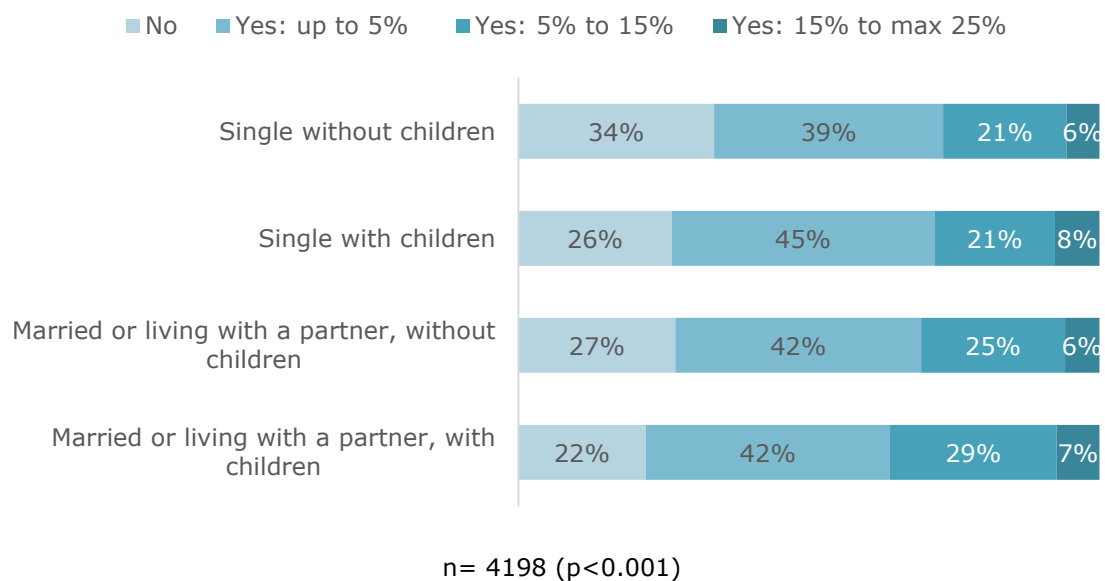 No Yes: up to 5% Yes: 5% to 15% Yes: 15% to max 25%
Single without children 34% 39% 21% 6%
Single with children 26% 45% 21% 8%
Married or living with a partner, without
children 27% 42% 25% 6%
Married or living with a partner, with
children 22% 42% 29% 7%
n= 4198 (p<0.001)